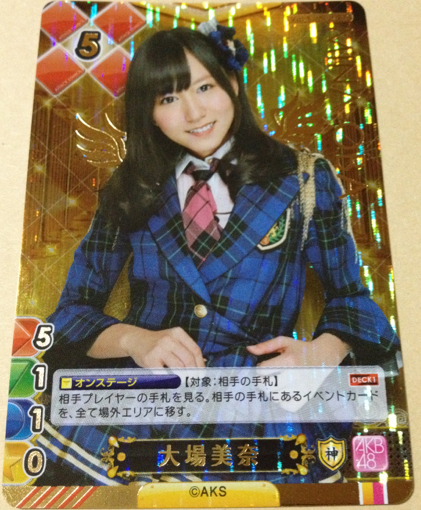 5
5
1
1
0
オンステージ 【対象:相手の手札】 DECK1
相手プレイヤーの手札を見る。相手の手札にあるイベントカード
を、全て場外エリアに移す。
大場美奈
神
AKB
48
©AKS